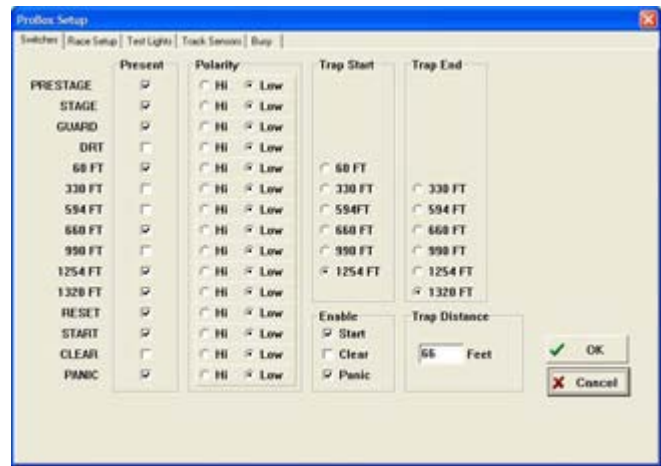 ProBox Setup
Switches Race Setup Test Lights Track Sensors Burp
Present Polarity Trap Start Trap End
PRESTAGE Hi Low
STAGE Hi Low
GUARD Hi Low
DRT Hi Low
60 FT Hi Low 60 FT
330 FT Hi Low 330 FT 330 FT
594 FT Hi Low 594FT 594 FT
660 FT Hi Low 660 FT 660 FT
990 FT Hi Low 990 FT 990 FT
1254 FT Hi Low 1254 FT 1254 FT
1320 FT Hi Low 1320 FT
RESET Hi Low Enable Trap Distance
START Hi Low Start
CLEAR Hi Low Clear 66 Feet OK
PANIC Hi Low Panic Cancel